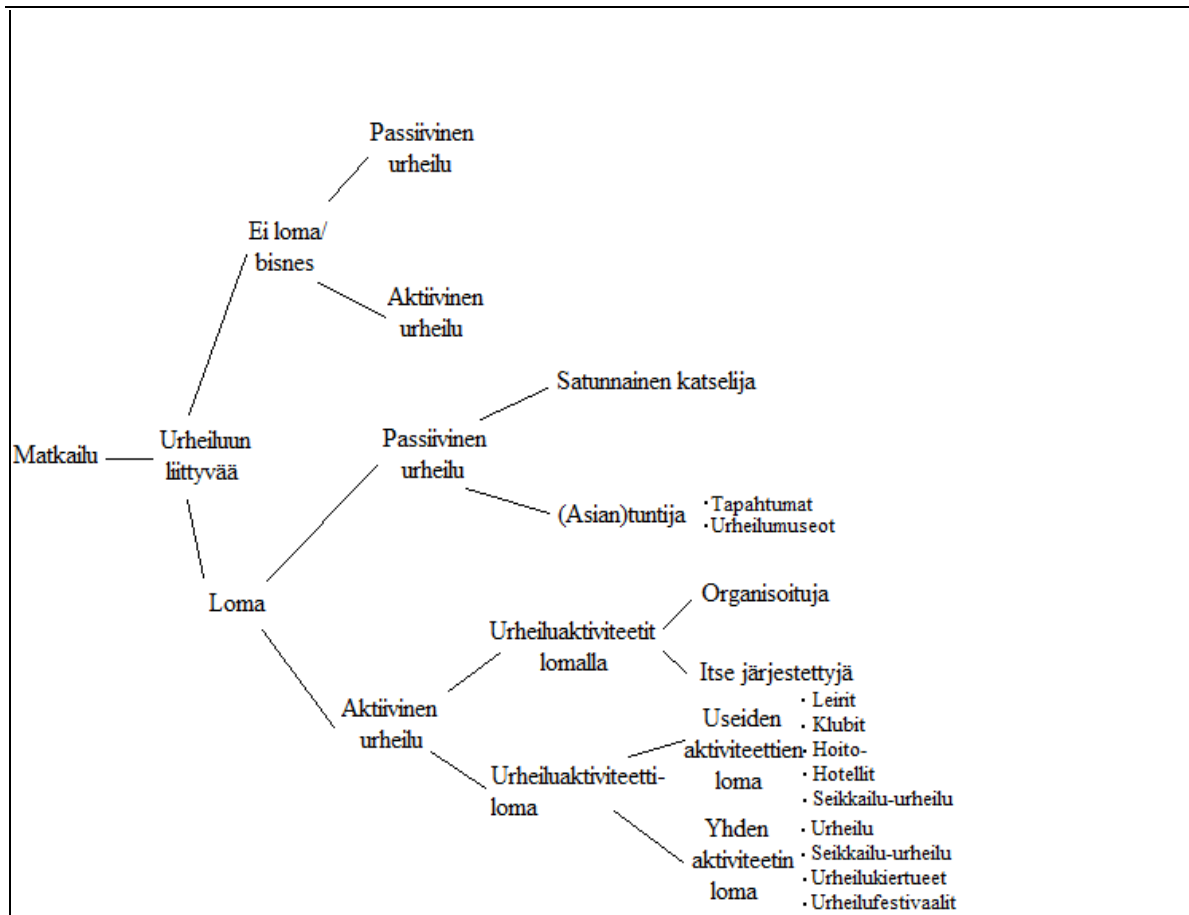 Passiivinen
urheilu
Ei loma/
bisnes
Aktiivinen
urheilu
Satunnainen katselija
Matkailu
Urheiluun
liittyvää
Passiivinen
urheilu
(Asian)tuntija
· Tapahtumat
· Urheilumuseot
Loma
Organisoituja
Urheiluaktiviteetit
lomalla
Itse järjestettyjä
Aktiivinen
urheilu
Useiden
aktiviteettien
loma
· Leirit
· Klubit
· Hoito-
· Hotellit
· Seikkailu-urheilu
Urheiluaktiviteetti-
loma
Yhden
aktiviteetin
loma
· Urheilu
· Seikkailu-urheilu
· Urheilukiertueet
· Urheilufestivaalit